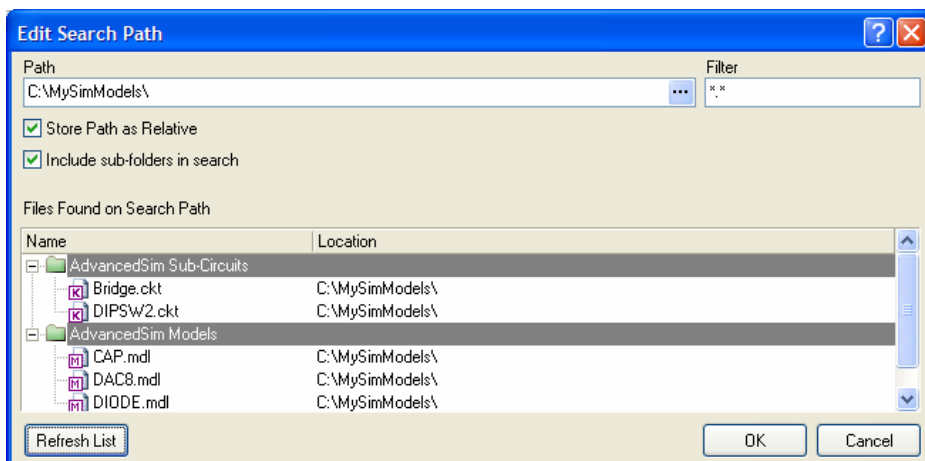 Edit Search Path
Path Filter
C:\MySimModels\ ... *.*
Store Path as Relative
Include sub-folders in search
Files Found on Search Path
Name Location
AdvancedSim Sub-Circuits
Bridge.ckt C:\MySimModels\
DIPSW2.ckt C:\MySimModels\
AdvancedSim Models
CAP.mdl C:\MySimModels\
DAC8.mdl C:\MySimModels\
DIODE.mdl C:\MySimModels\
Refresh List OK Cancel